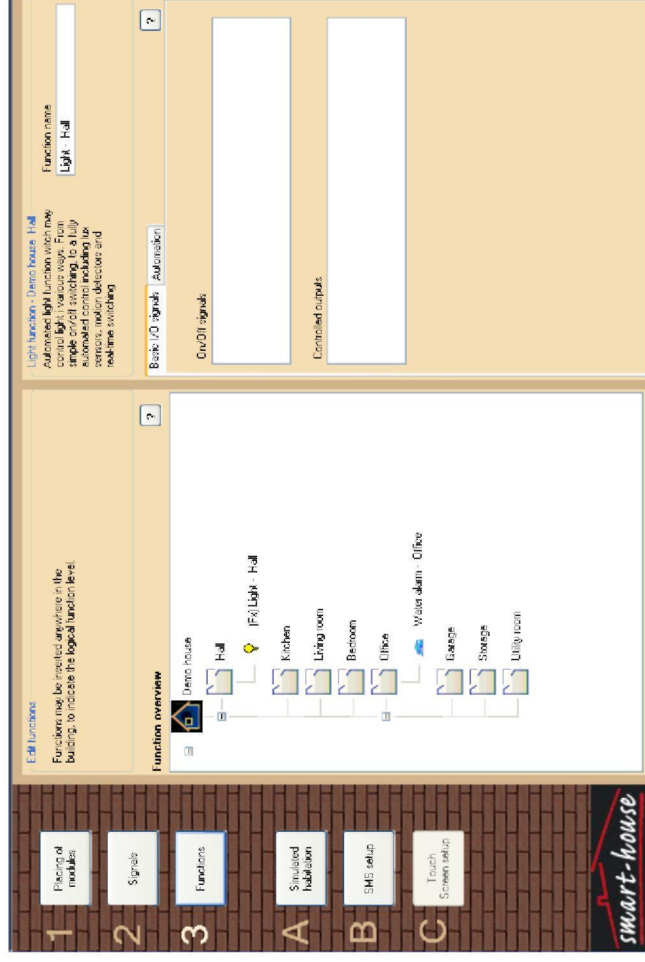 1
Placing of
modules
2
Signals
3
Functions
A
Simulated
habitation
B
SMS setup
C
Touch
Screen setup
smart-house
Edit functions
Functions may be inserted anywhere in the
building, to indicate the logical function level.
Function overview
?
Demo house
Hall
(Fx) Light - Hall
Kitchen
Living room
Bedroom
Office
Water alarm - Office
Garage
Storage
Utility room
Light function - Demo house Hall
Automated light function witch may
control light i various ways. From
simple on/off switching, to a fully
automated control including lux
sensors, motion detectors and
real-time switching
Function name
Light - Hall
Basic I/O signals
Automation
?
On/Off signals
Controlled outputs